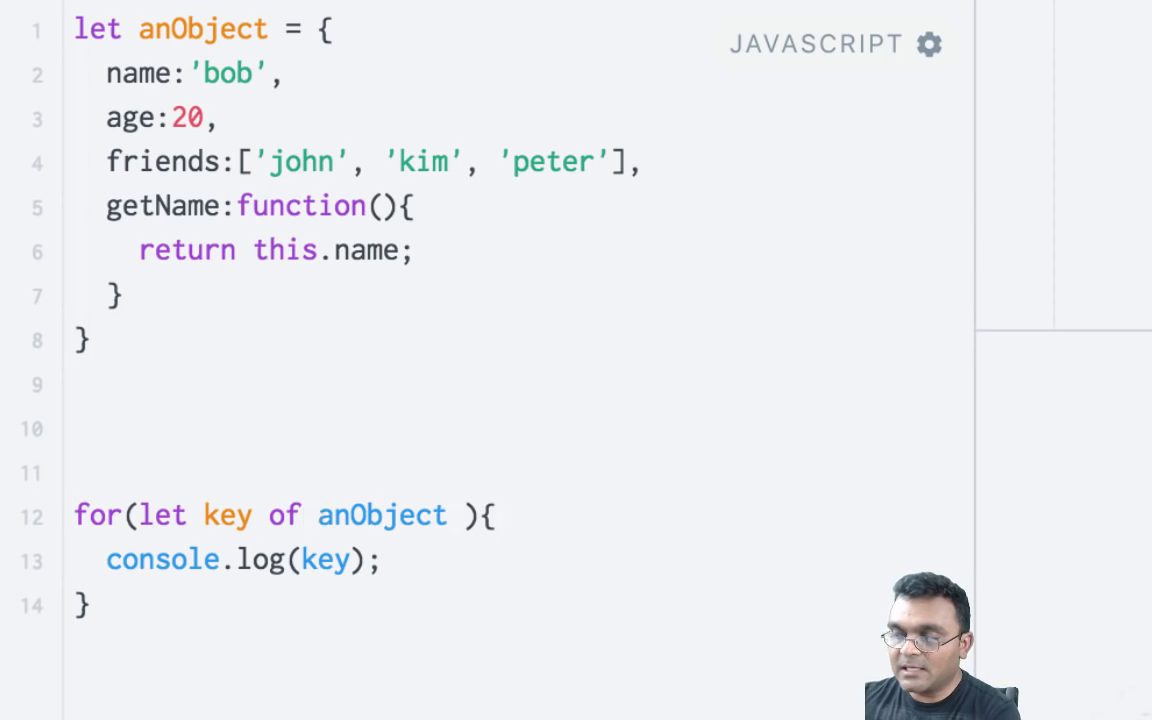 1 let anObject = {
JAVASCRIPT
2 name:'bob',
3 age:20,
4 friends:['john', 'kim', 'peter'],
5 getName:function(){
6 return this.name;
7 }
8 }
9
10
11
12 for(let key of anObject ){
13 console.log(key);
14 }